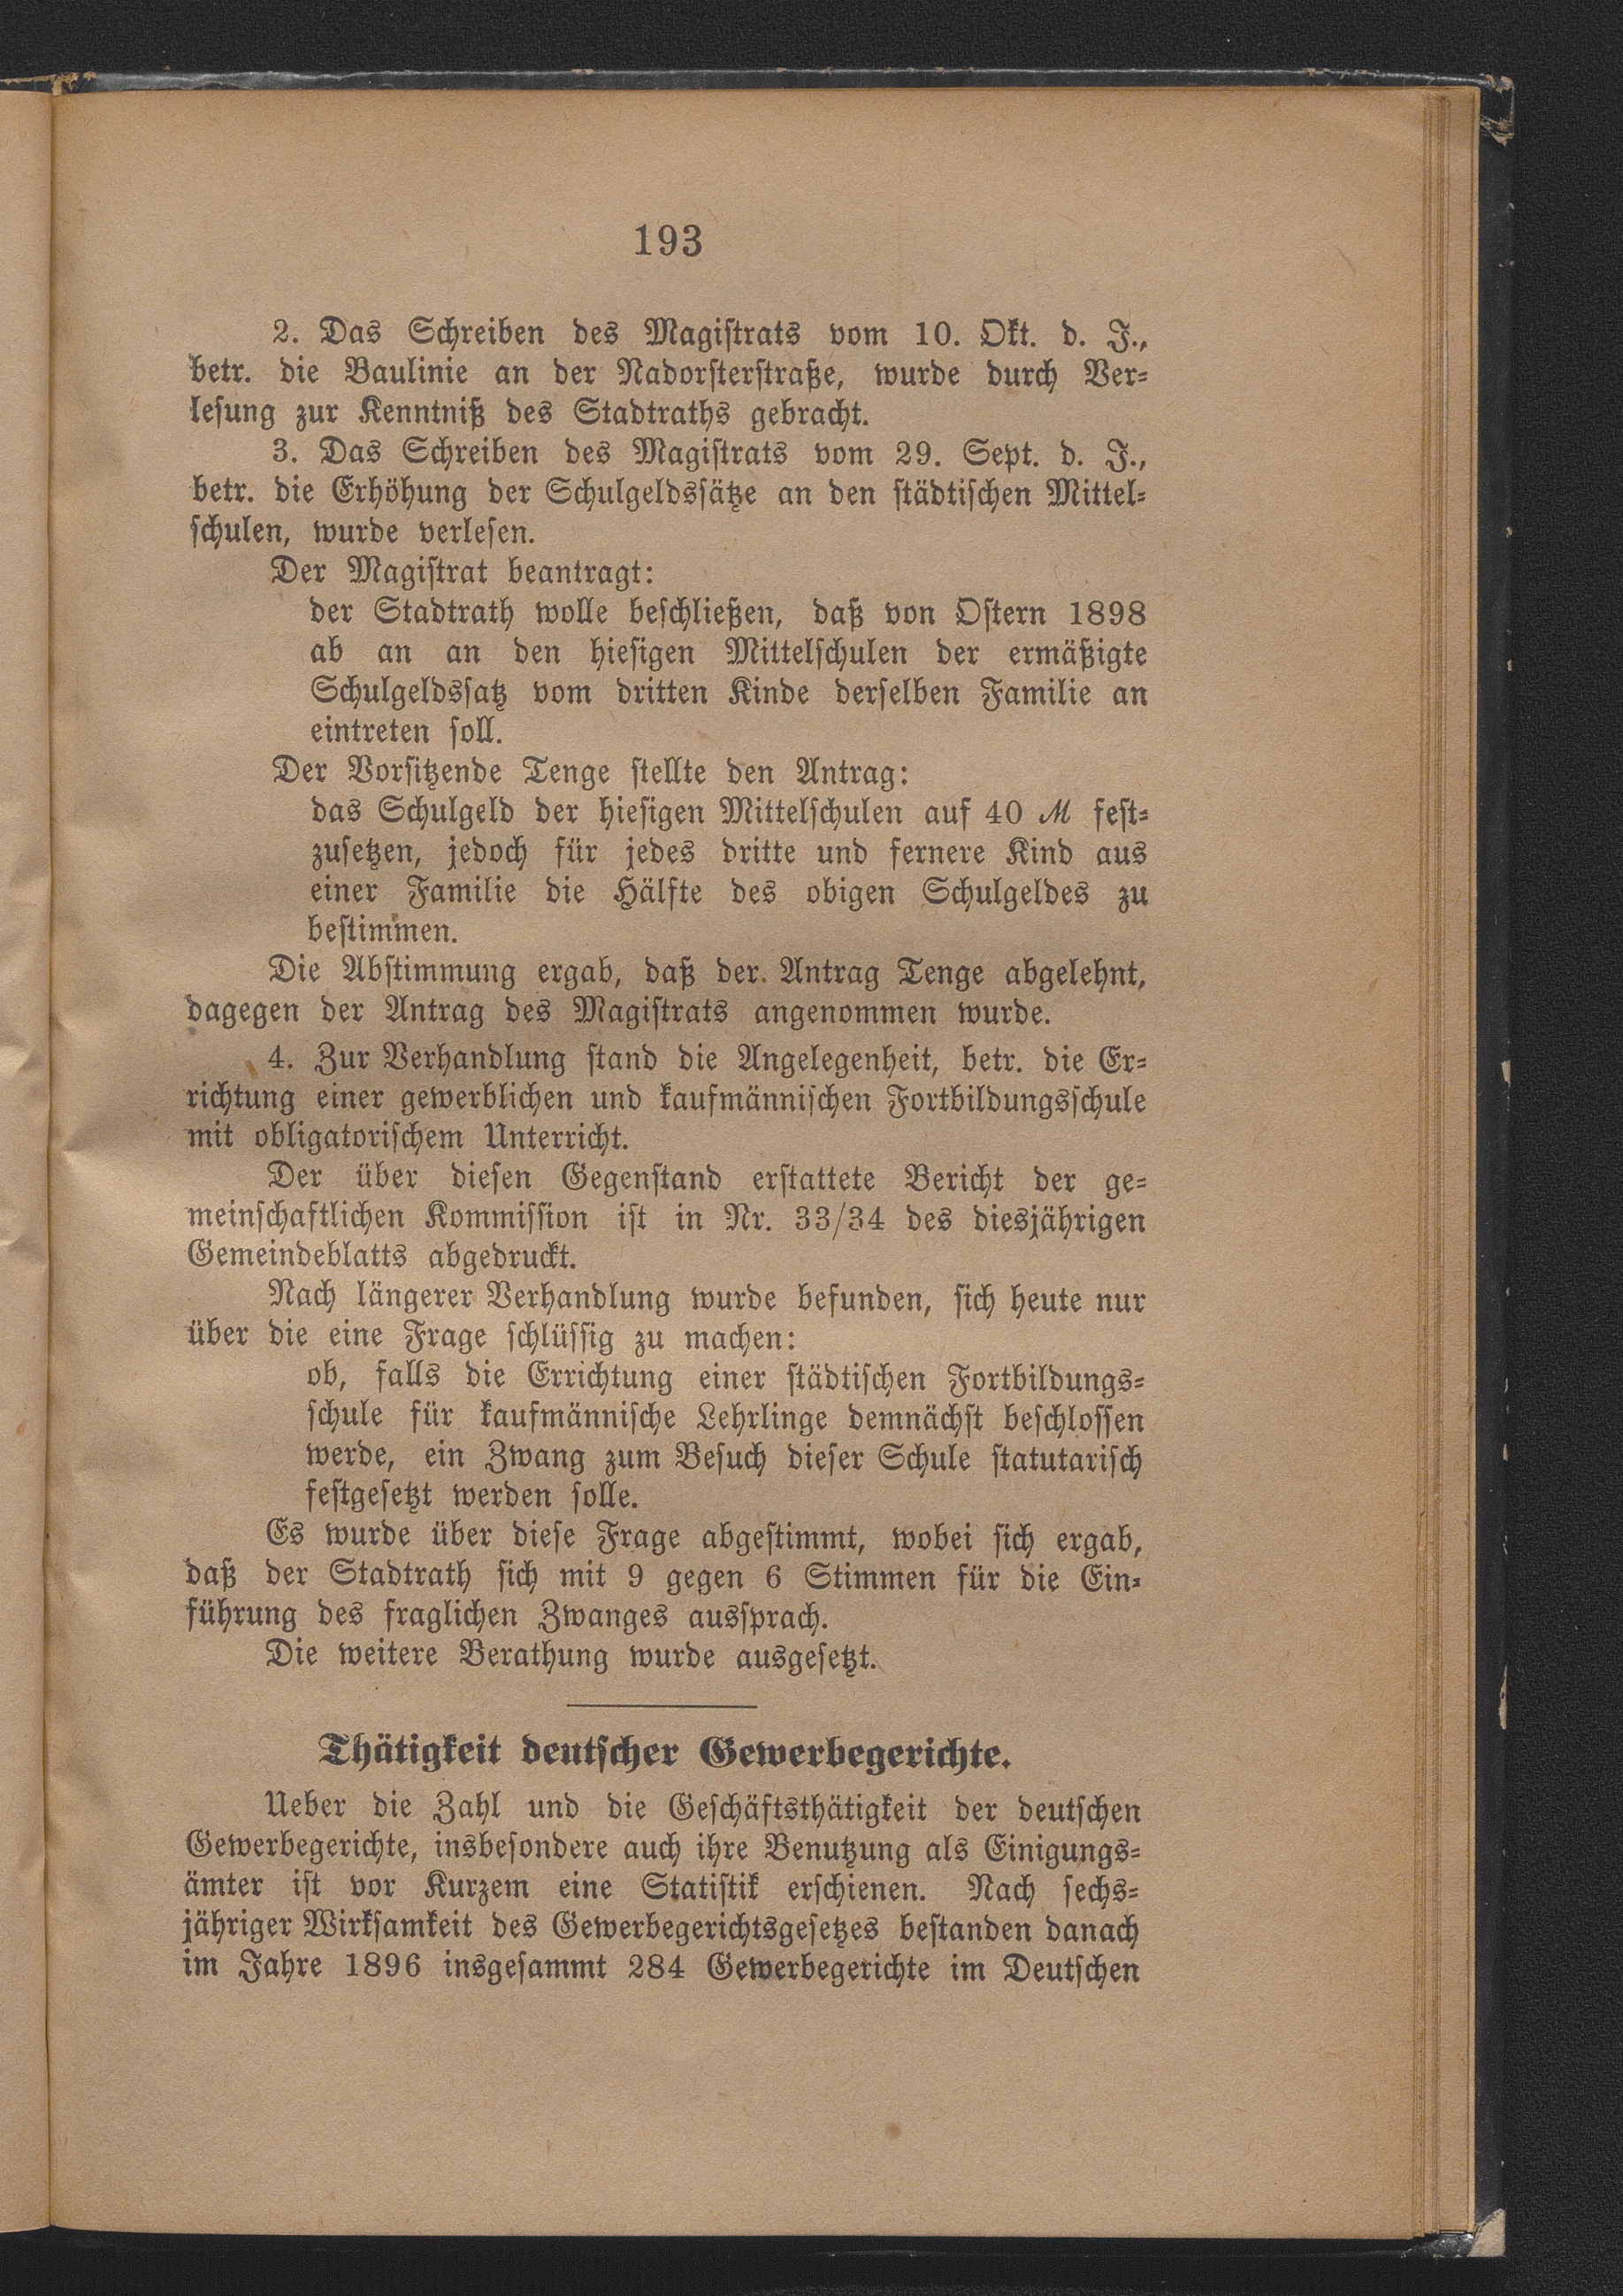 193
2. Das Schreiben des Magistrats vom 10. Okt. d. J.,
betr. die Baulinie an der Nadorsterstraße, wurde durch Ver-
lesung zur Kenntniß des Stadtraths gebracht.
3. Das Schreiben des Magistrats vom 29. Sept. d. J.,
betr. die Erhöhung der Schulgeldssätze an den städtischen Mittel-
schulen, wurde verlesen.
Der Magistrat beantragt:
der Stadtrath wolle beschließen, daß von Ostern 1898
ab an an den hiesigen Mittelschulen der ermäßigte
Schulgeldssatz vom dritten Kinde derselben Familie an
eintreten soll.
Der Vorsitzende Tenge stellte den Antrag:
das Schulgeld der hiesigen Mittelschulen auf 40 M fest-
zusetzen, jedoch für jedes dritte und fernere Kind aus
einer Familie die Hälfte des obigen Schulgeldes zu
bestimmen.
Die Abstimmung ergab, daß der Antrag Tenge abgelehnt,
dagegen der Antrag des Magistrats angenommen wurde.
4. Zur Verhandlung stand die Angelegenheit, betr. die Er-
richtung einer gewerblichen und kaufmännischen Fortbildungsschule
mit obligatorischem Unterricht.
Der über diesen Gegenstand erstattete Bericht der ge-
meinschaftlichen Kommission ist in Nr. 33/34 des diesjährigen
Gemeindeblatts abgedruckt.
Nach längerer Verhandlung wurde befunden, sich heute nur
über die eine Frage schlüssig zu machen:
ob, falls die Errichtung einer städtischen Fortbildungs-
schule für kaufmännische Lehrlinge demnächst beschlossen
werde, ein Zwang zum Besuch dieser Schule statutarisch
festgesetzt werden solle.
Es wurde über diese Frage abgestimmt, wobei sich ergab,
daß der Stadtrath sich mit 9 gegen 6 Stimmen für die Ein-
führung des fraglichen Zwanges aussprach.
Die weitere Berathung wurde ausgesetzt.
Thätigkeit deutscher Gewerbegerichte.
Ueber die Zahl und die Geschäftsthätigkeit der deutschen
Gewerbegerichte, insbesondere auch ihre Benutzung als Einigungs-
ämter ist vor Kurzem eine Statistik erschienen. Nach sechs-
jähriger Wirksamkeit des Gewerbegerichtsgesetzes bestanden danach
im Jahre 1896 insgesammt 284 Gewerbegerichte im Deutschen